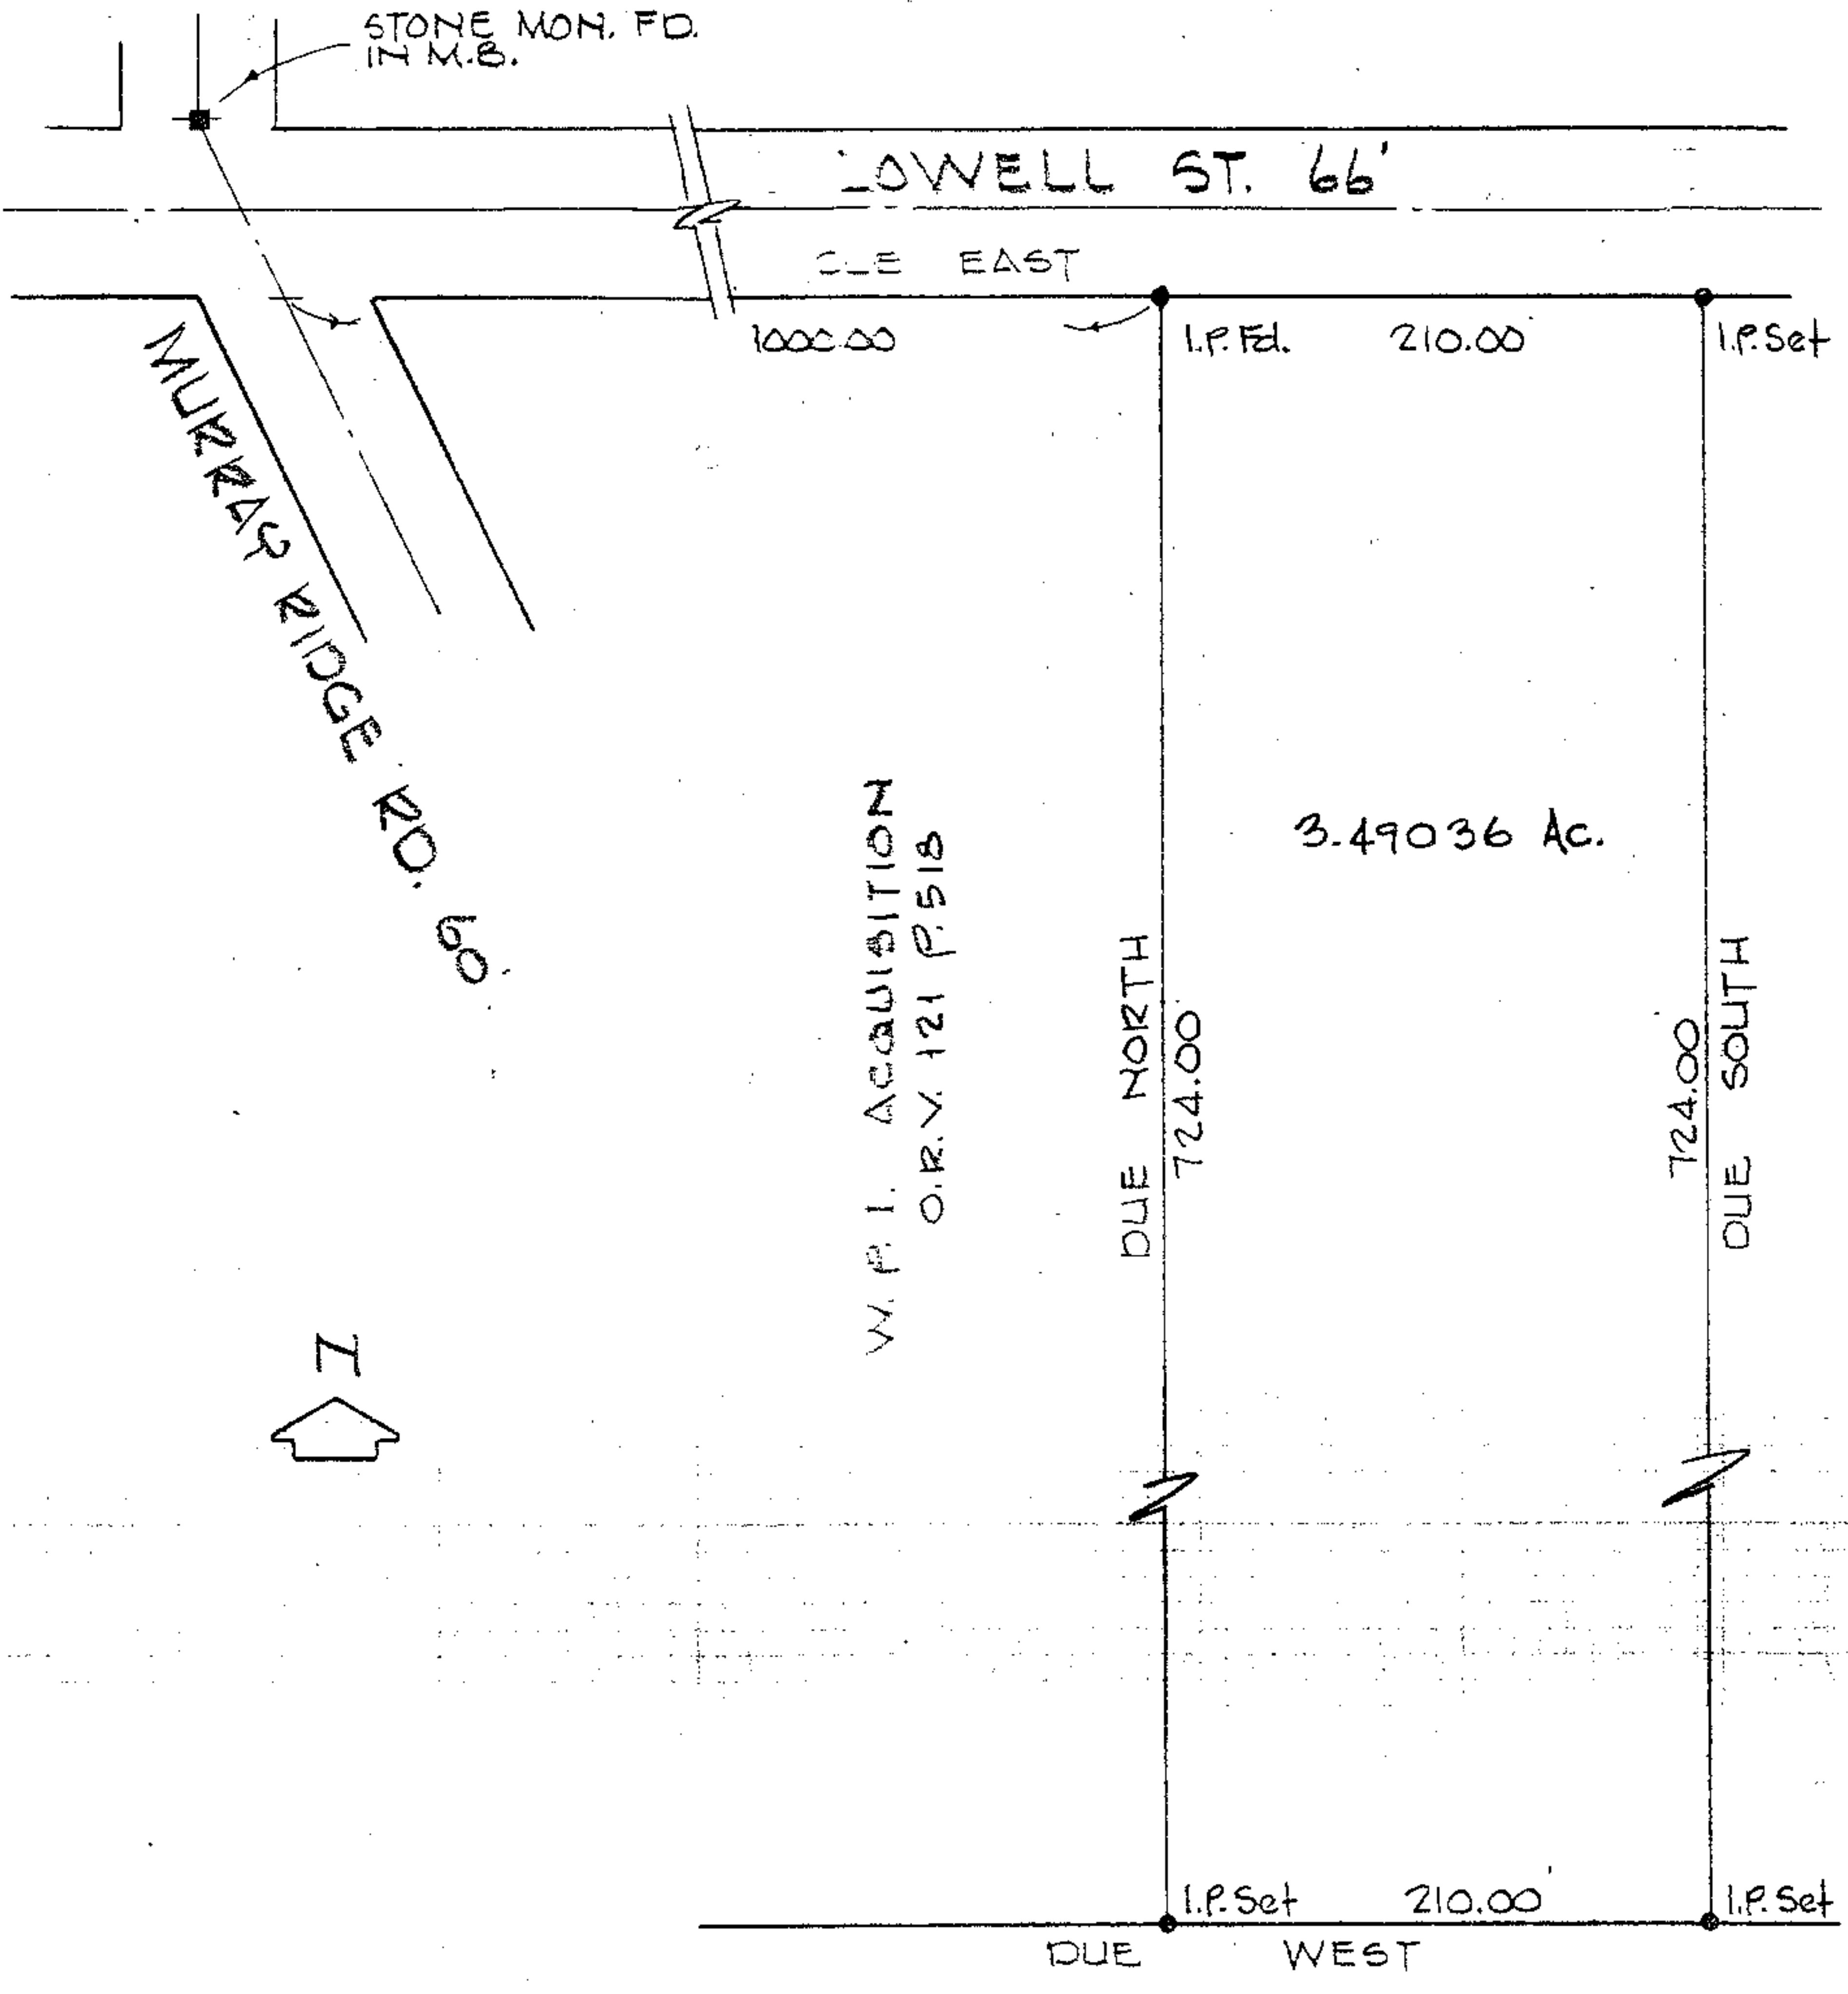 STONE MON. FD.
IN M.B.
LOWELL ST. 66'
EAST
1000.00
I.P. Fd.
210.00'
I.P. Set
MURRAY RIDGE RD. 60'
3.49036 Ac.
W. P. I. ACQUISITION
O.R.V. 121 P. 518
DUE NORTH
724.00
724.00
DUE SOUTH
N
I.P. Set
210.00'
I.P. Set
DUE WEST